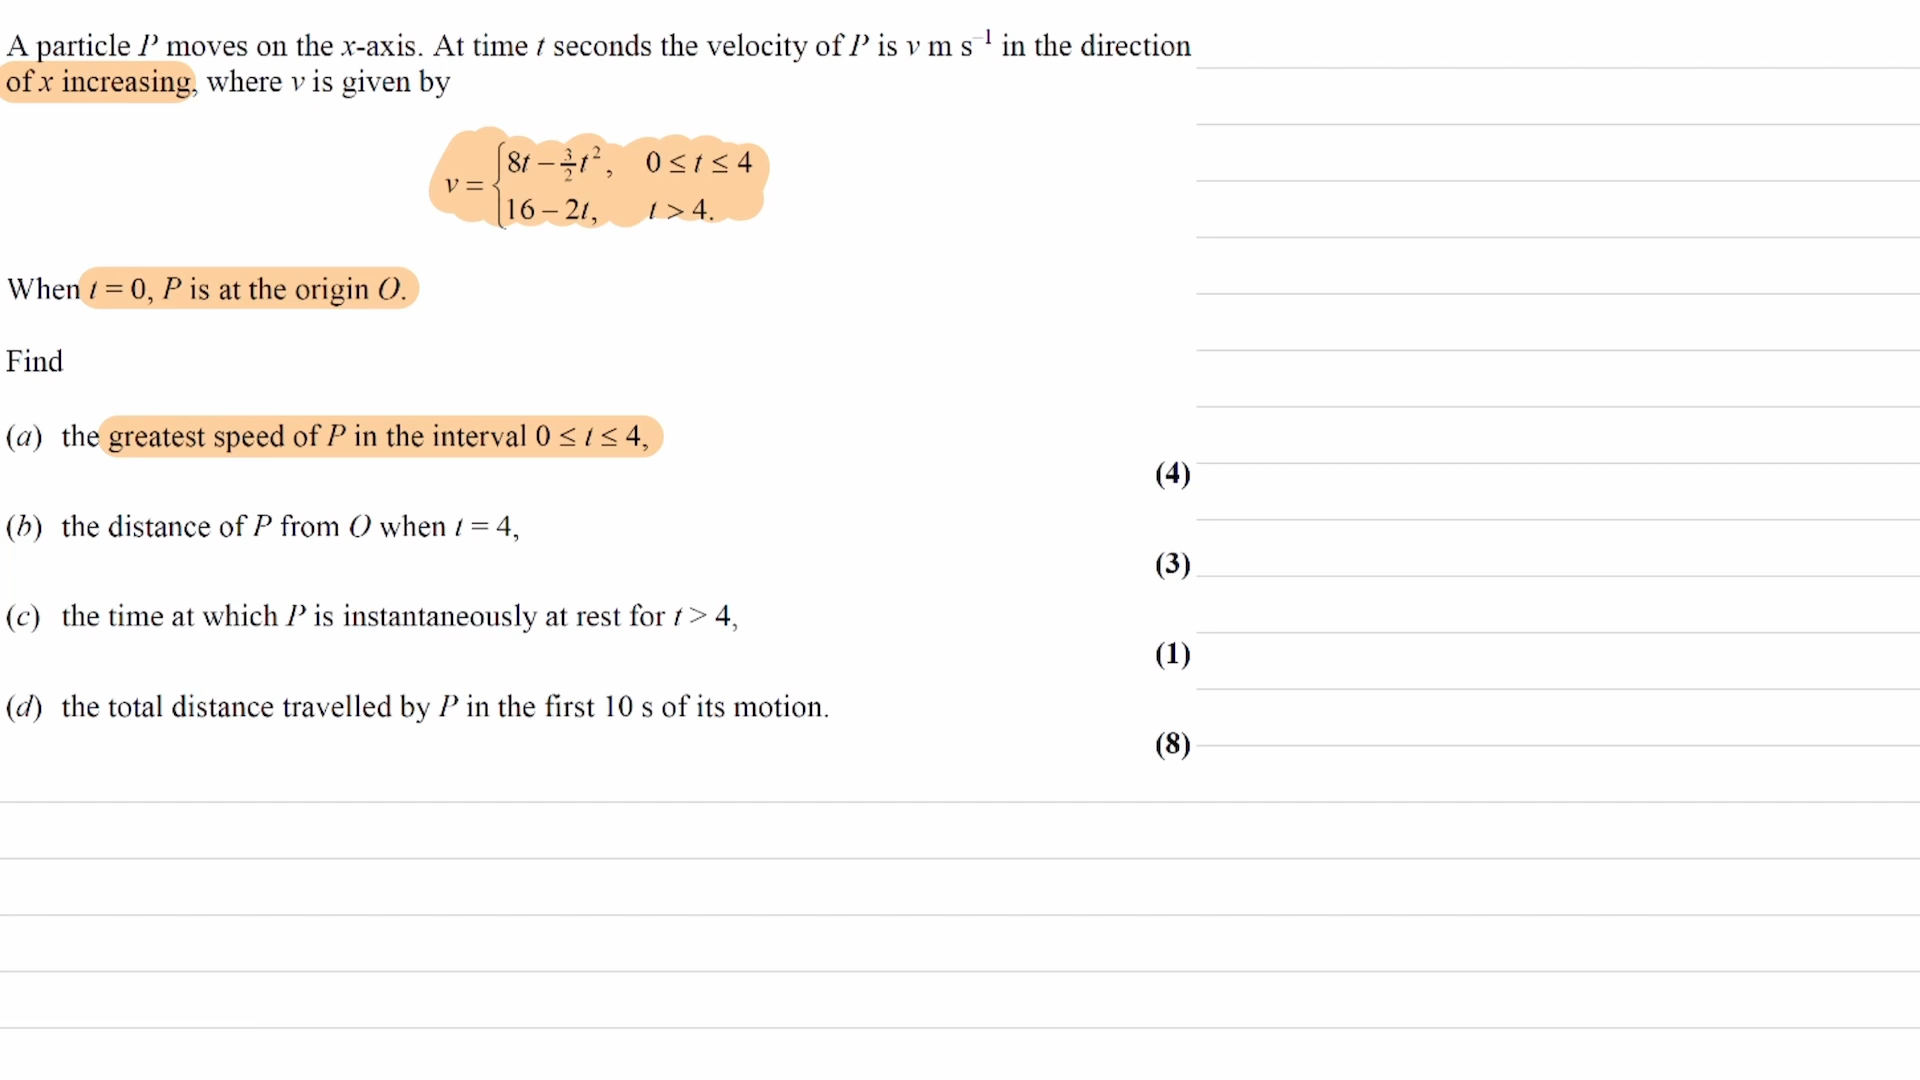 A particle P moves on the x-axis. At time t seconds the velocity of P is v m s⁻¹ in the direction
of x increasing, where v is given by
v = { 8t – 3/2 t², 0 ≤ t ≤ 4
16 – 2t, t > 4.
When t = 0, P is at the origin O.
Find
(a) the greatest speed of P in the interval 0 ≤ t ≤ 4,
(4)
(b) the distance of P from O when t = 4,
(3)
(c) the time at which P is instantaneously at rest for t > 4,
(1)
(d) the total distance travelled by P in the first 10 s of its motion.
(8)